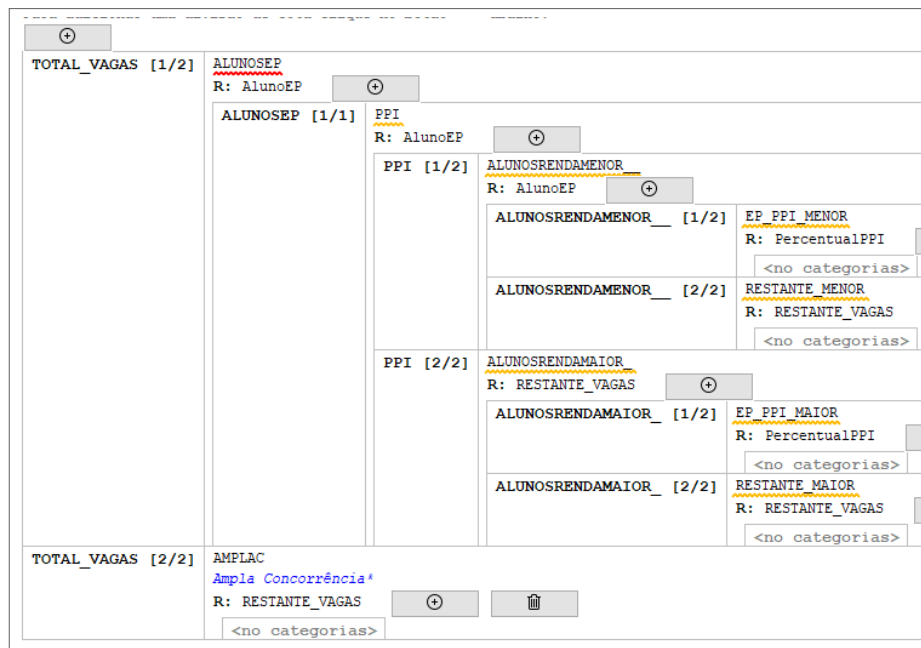 TOTAL_VAGAS [1/2]
ALUNOSEP
R: AlunoEP
ALUNOSEP [1/1]
PPI
R: AlunoEP
PPI [1/2]
ALUNOSRENDAMENOR__
R: AlunoEP
ALUNOSRENDAMENOR__ [1/2]
EP_PPI_MENOR
R: PercentualPPI
<no categorias>
ALUNOSRENDAMENOR__ [2/2]
RESTANTE_MENOR
R: RESTANTE_VAGAS
<no categorias>
PPI [2/2]
ALUNOSRENDAMAIOR_
R: RESTANTE_VAGAS
ALUNOSRENDAMAIOR_ [1/2]
EP_PPI_MAIOR
R: PercentualPPI
<no categorias>
ALUNOSRENDAMAIOR_ [2/2]
RESTANTE_MAIOR
R: RESTANTE_VAGAS
<no categorias>
TOTAL_VAGAS [2/2]
AMPLAC
Ampla Concorrência*
R: RESTANTE_VAGAS
<no categorias>